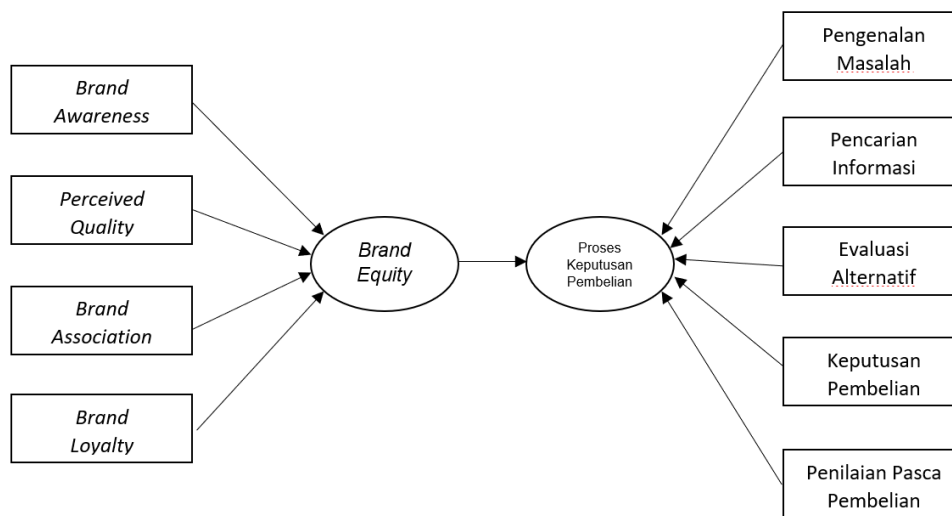 Brand
Awareness
Perceived
Quality
Brand
Association
Brand
Loyalty
Brand
Equity
Proses
Keputusan
Pembelian
Pengenalan
Masalah
Pencarian
Informasi
Evaluasi
Alternatif
Keputusan
Pembelian
Penilaian Pasca
Pembelian